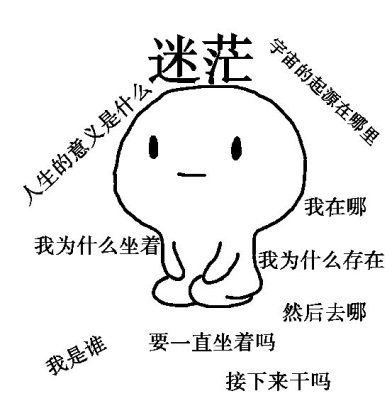 迷茫
宇宙的起源在哪里
人生的意义是什么
我在哪
我为什么坐着
我为什么存在
然后去哪
要一直坐着吗
我是谁
接下来干吗